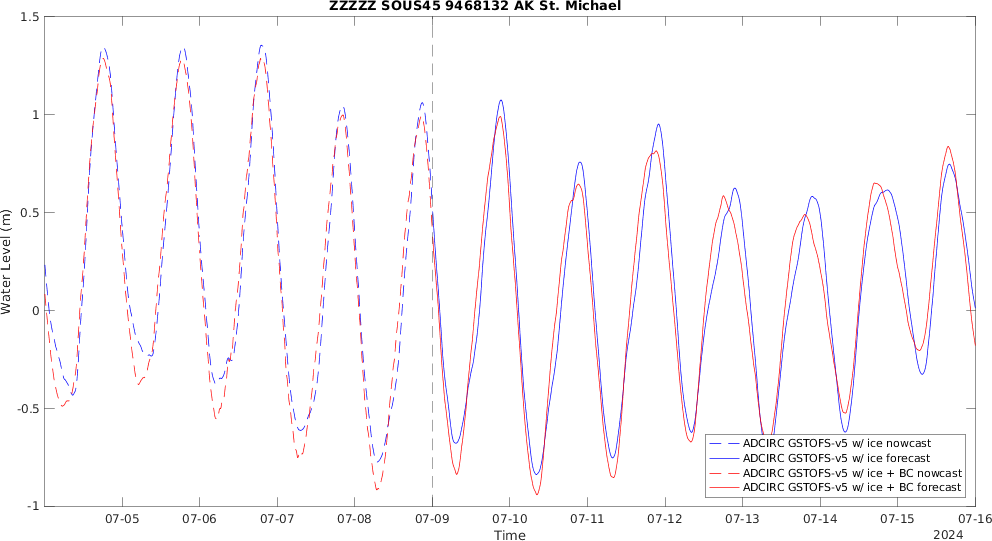 ZZZZZ SOUS45 9468132 AK St. Michael
1.5
1
0.5
0
-0.5
-1
Water Level (m)
07-05 07-06 07-07 07-08 07-09 07-10 07-11 07-12 07-13 07-14 07-15 07-16
Time
2024
ADCIRC GSTOFS-v5 w/ ice nowcast
ADCIRC GSTOFS-v5 w/ ice forecast
ADCIRC GSTOFS-v5 w/ ice + BC nowcast
ADCIRC GSTOFS-v5 w/ ice + BC forecast